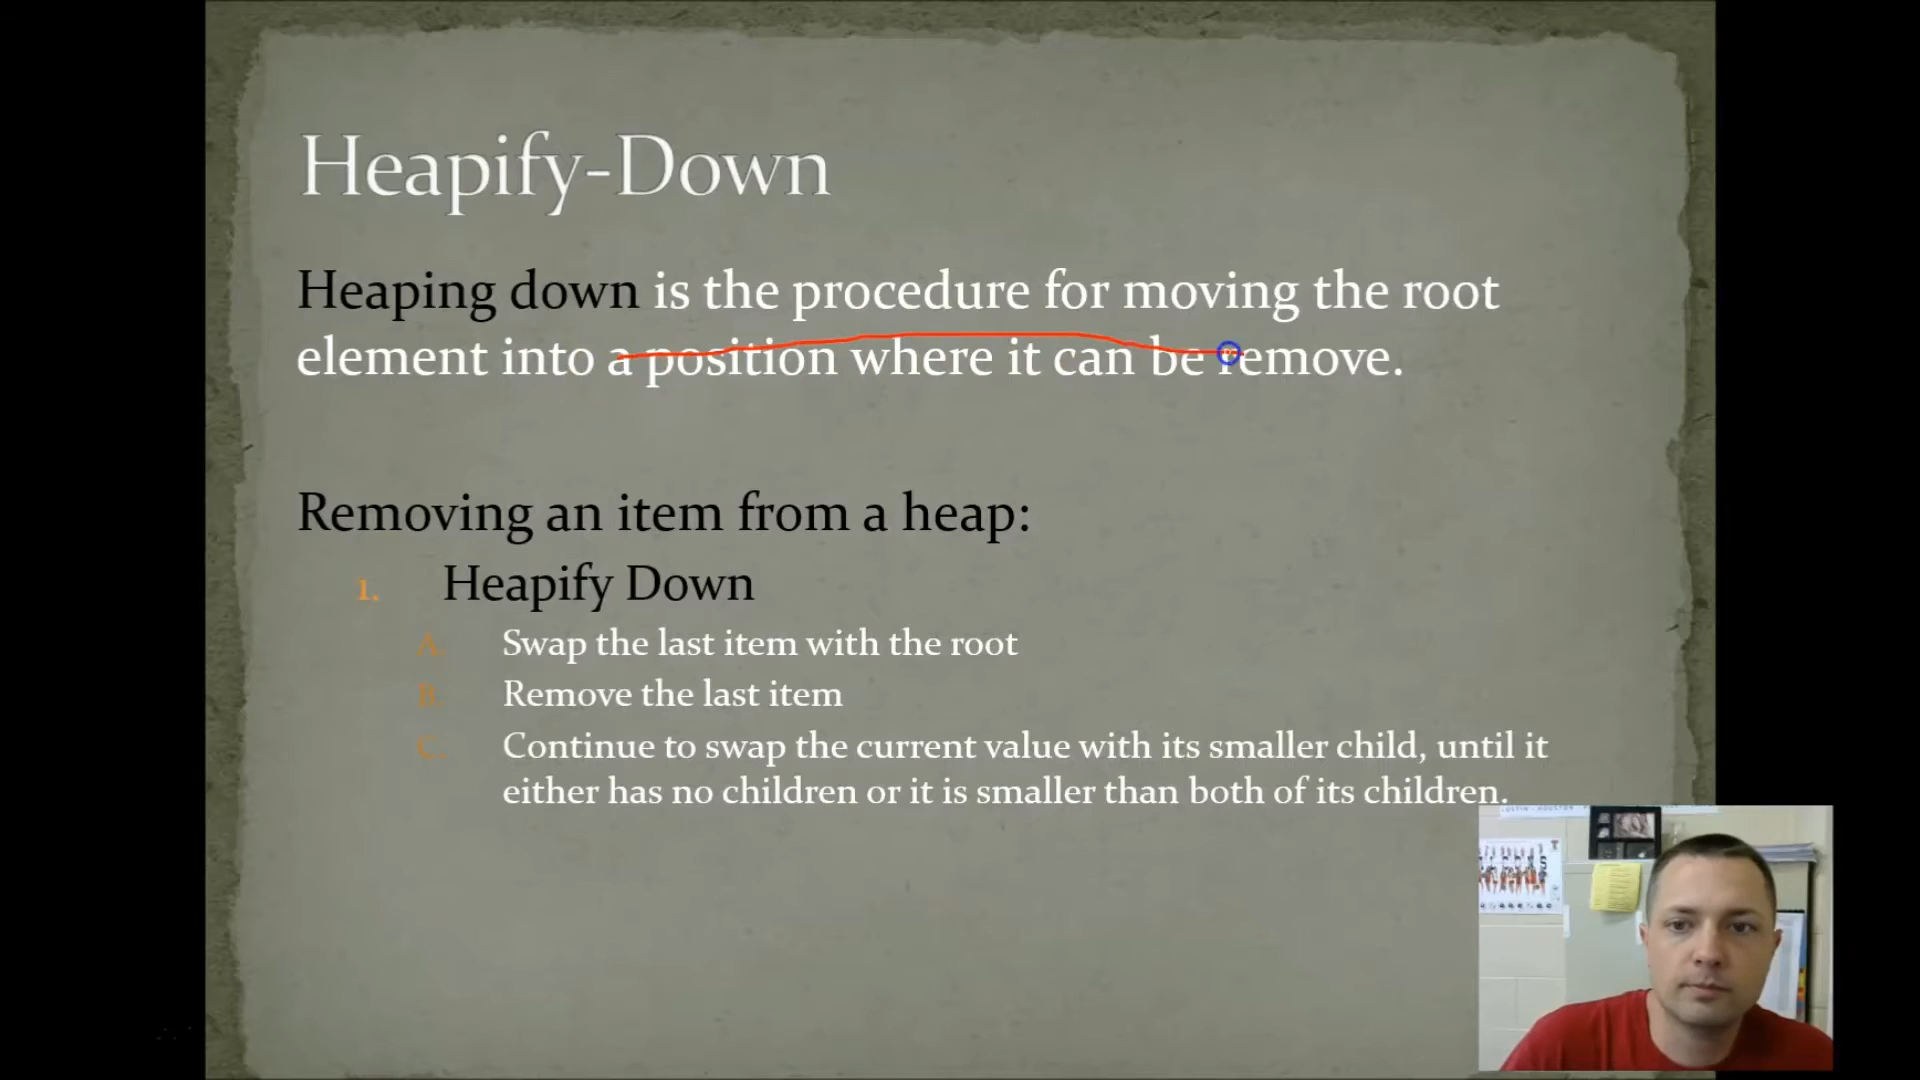 Heapify-Down
Heaping down is the procedure for moving the root
element into a position where it can be remove.
Removing an item from a heap:
1. Heapify Down
A. Swap the last item with the root
B. Remove the last item
C. Continue to swap the current value with its smaller child, until it
either has no children or it is smaller than both of its children.